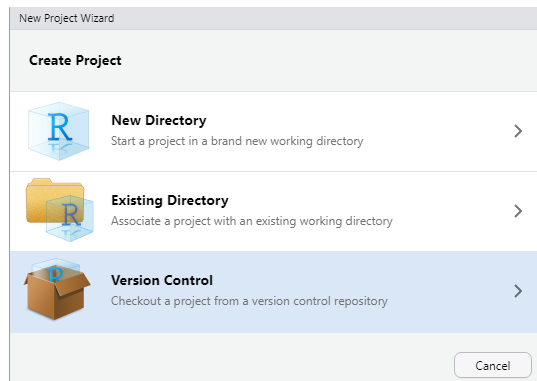 New Project Wizard
Create Project
R
New Directory
Start a project in a brand new working directory
R
Existing Directory
Associate a project with an existing working directory
R
Version Control
Checkout a project from a version control repository
Cancel